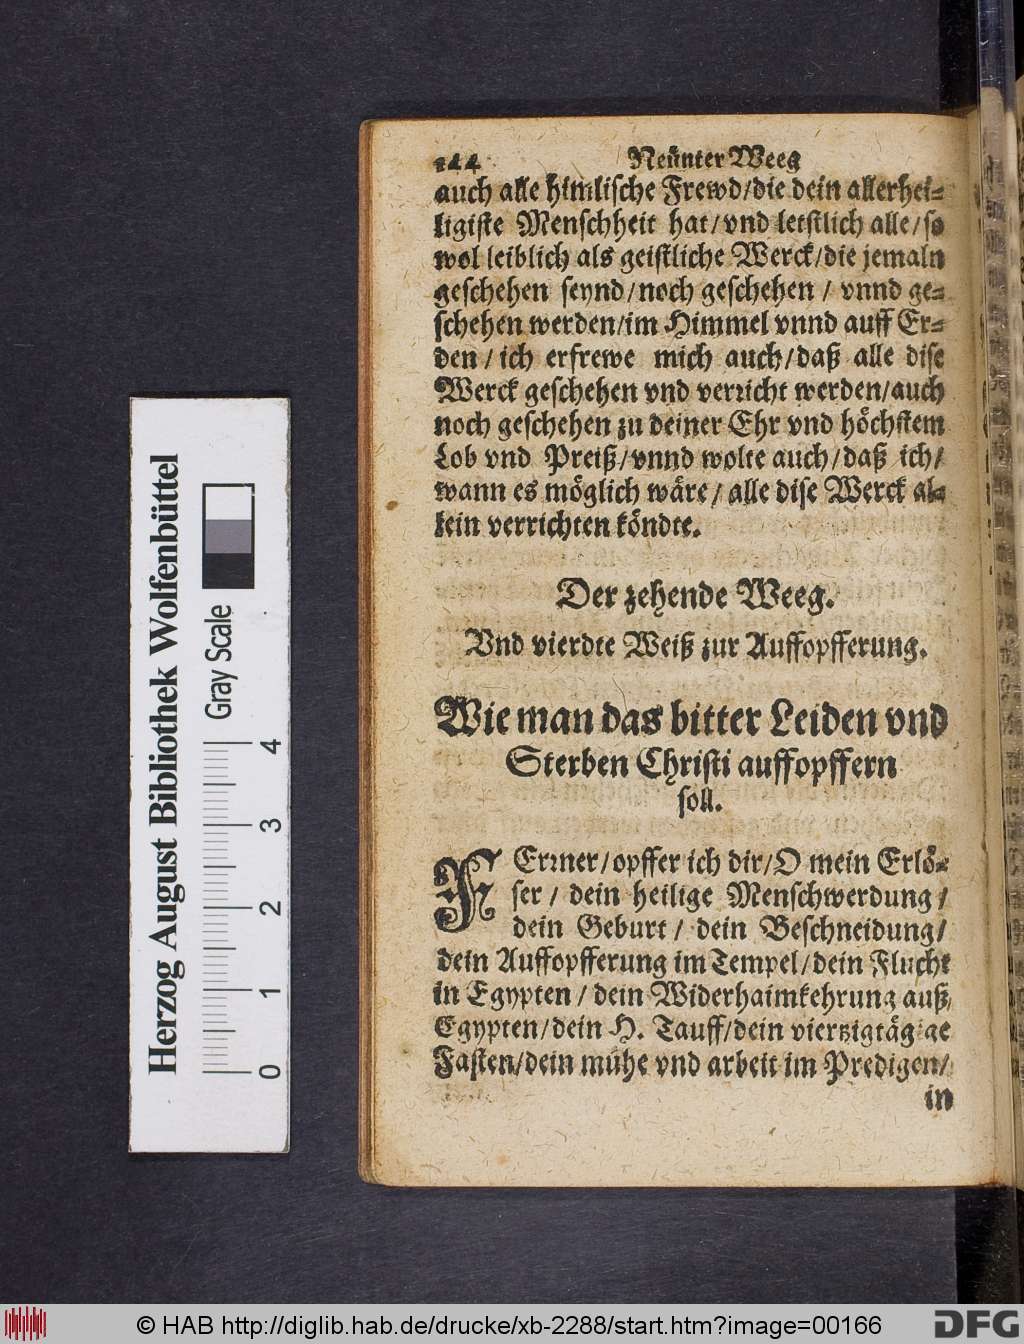 144 Neünter Weeg
auch alle himlische Frewd/die dein allerhei-
ligiste Menschheit hat/vnd letstlich alle/so
wol leiblich als geistliche Werck/die jemaln
geschehen seynd/noch geschehen / vnnd ge-
schehen werden/im Himmel vnnd auff Er-
den / ich erfrewe mich auch/daß alle dise
Werck geschehen vnd verricht werden/auch
noch geschehen zu deiner Ehr vnd höchstem
Lob vnd Preiß/vnnd wolte auch/daß ich/
wann es möglich wäre / alle dise Werck al-
lein verrichten köndte.
Der zehende Weeg.
Vnd vierdte Weiß zur Auffopfferung.
Wie man das bitter Leiden vnd
Sterben Christi auffopffern
soll.
FErrner/opffer ich dir/O mein Erlö-
ser / dein heilige Menschwerdung /
dein Geburt / dein Beschneidung/
dein Auffopfferung im Tempel/dein Flucht
in Egypten / dein Widerhaimkehrung auß
Egypten/dein H. Tauff/dein viertzigtägige
Fasten/dein mühe vnd arbeit im Predigen/
in
Herzog August Bibliothek Wolfenbüttel
Gray Scale
0 1 2 3 4
© HAB http://diglib.hab.de/drucke/xb-2288/start.htm?image=00166
DFG